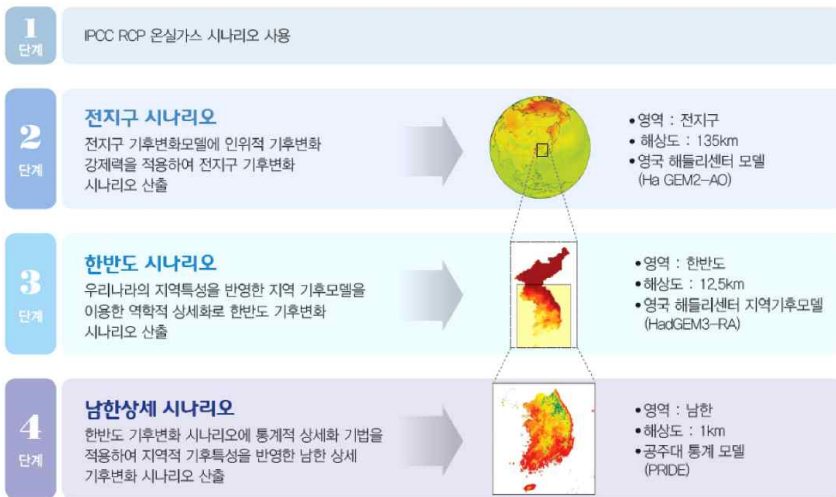 1
단계
IPCC RCP 온실가스 시나리오 사용
2
단계
전지구 시나리오
전지구 기후변화모델에 인위적 기후변화
강제력을 적용하여 전지구 기후변화
시나리오 산출
•영역 : 전지구
•해상도 : 135km
•영국 해들리센터 모델
(Ha GEM2-AO)
3
단계
한반도 시나리오
우리나라의 지역특성을 반영한 지역 기후모델을
이용한 역학적 상세화로 한반도 기후변화
시나리오 산출
•영역 : 한반도
•해상도 : 12.5km
•영국 해들리센터 지역기후모델
(HadGEM3-RA)
4
단계
남한상세 시나리오
한반도 기후변화 시나리오에 통계적 상세화 기법을
적용하여 지역적 기후특성을 반영한 남한 상세
기후변화 시나리오 산출
•영역 : 남한
•해상도 : 1km
•공주대 통계 모델
(PRIDE)